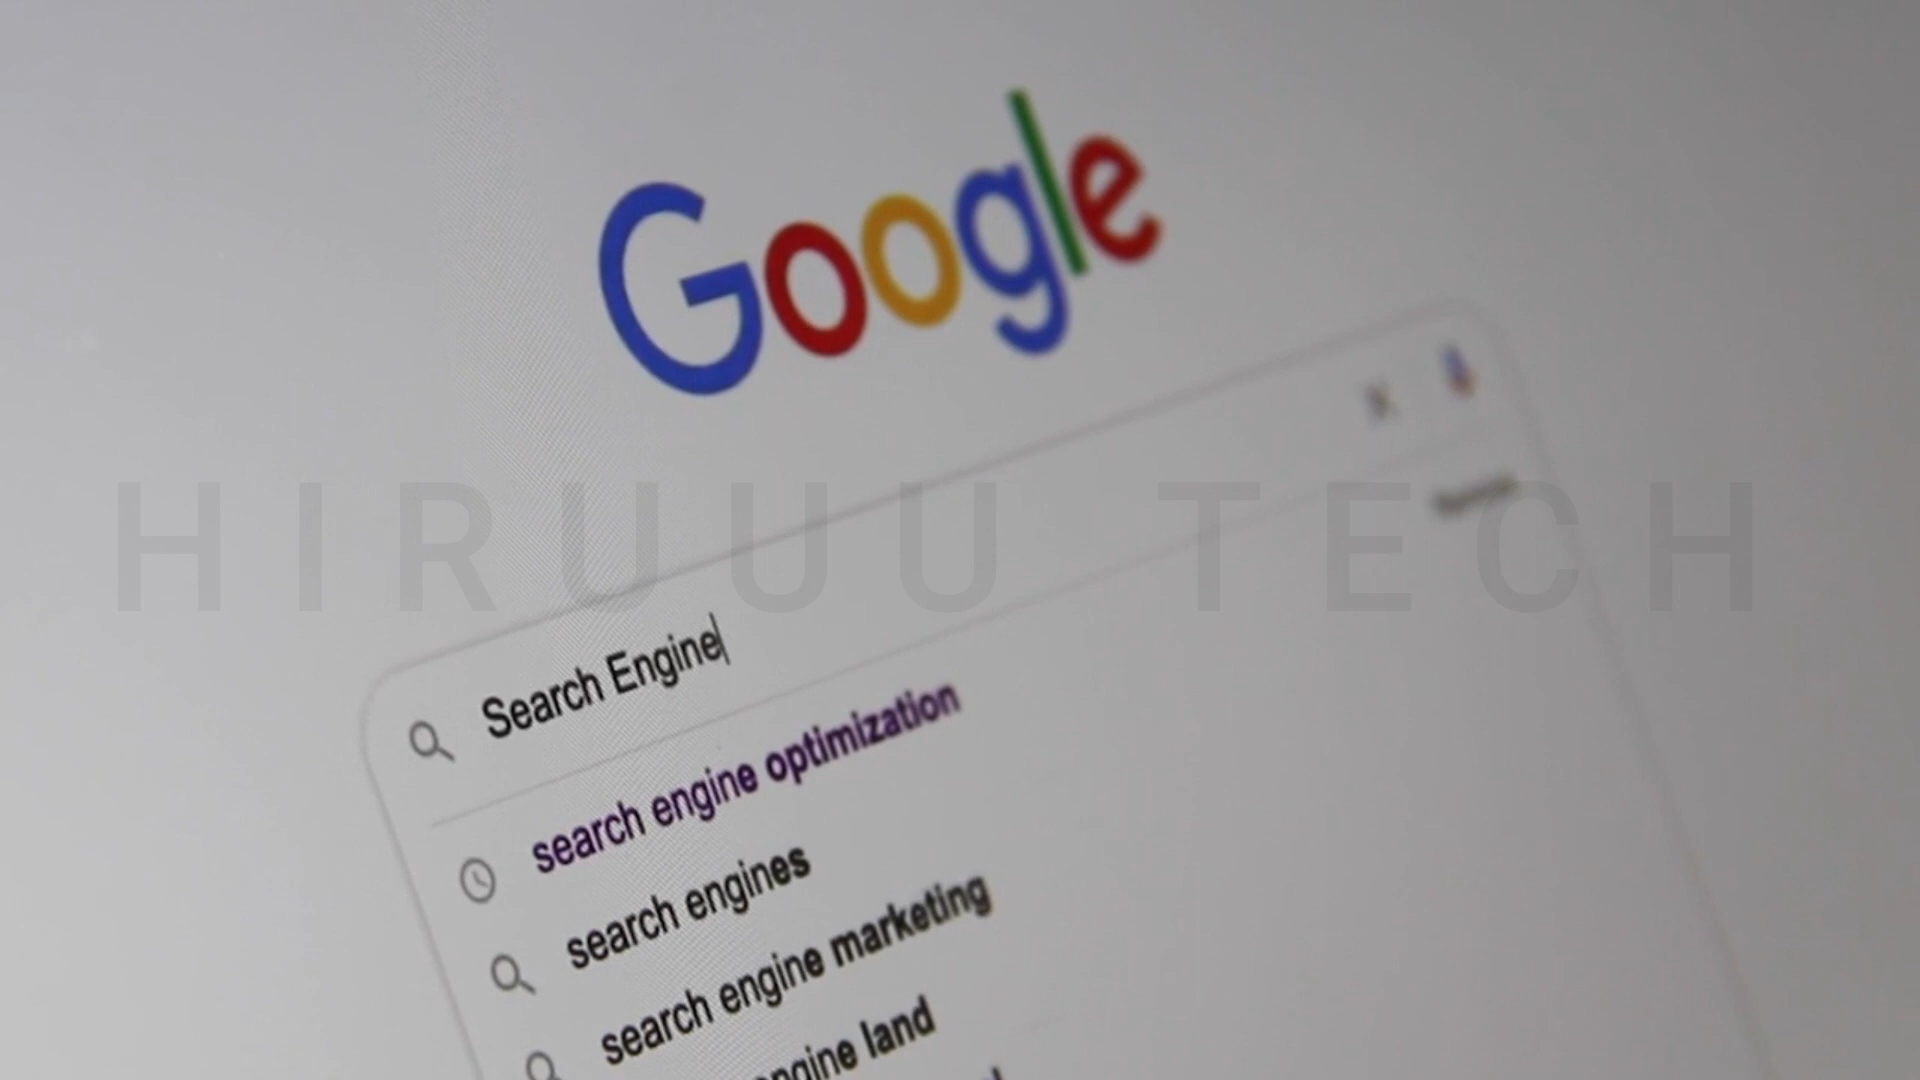 Google
HIRUUU TECH
Search Engine
search engine optimization
search engines
search engine marketing
engine land